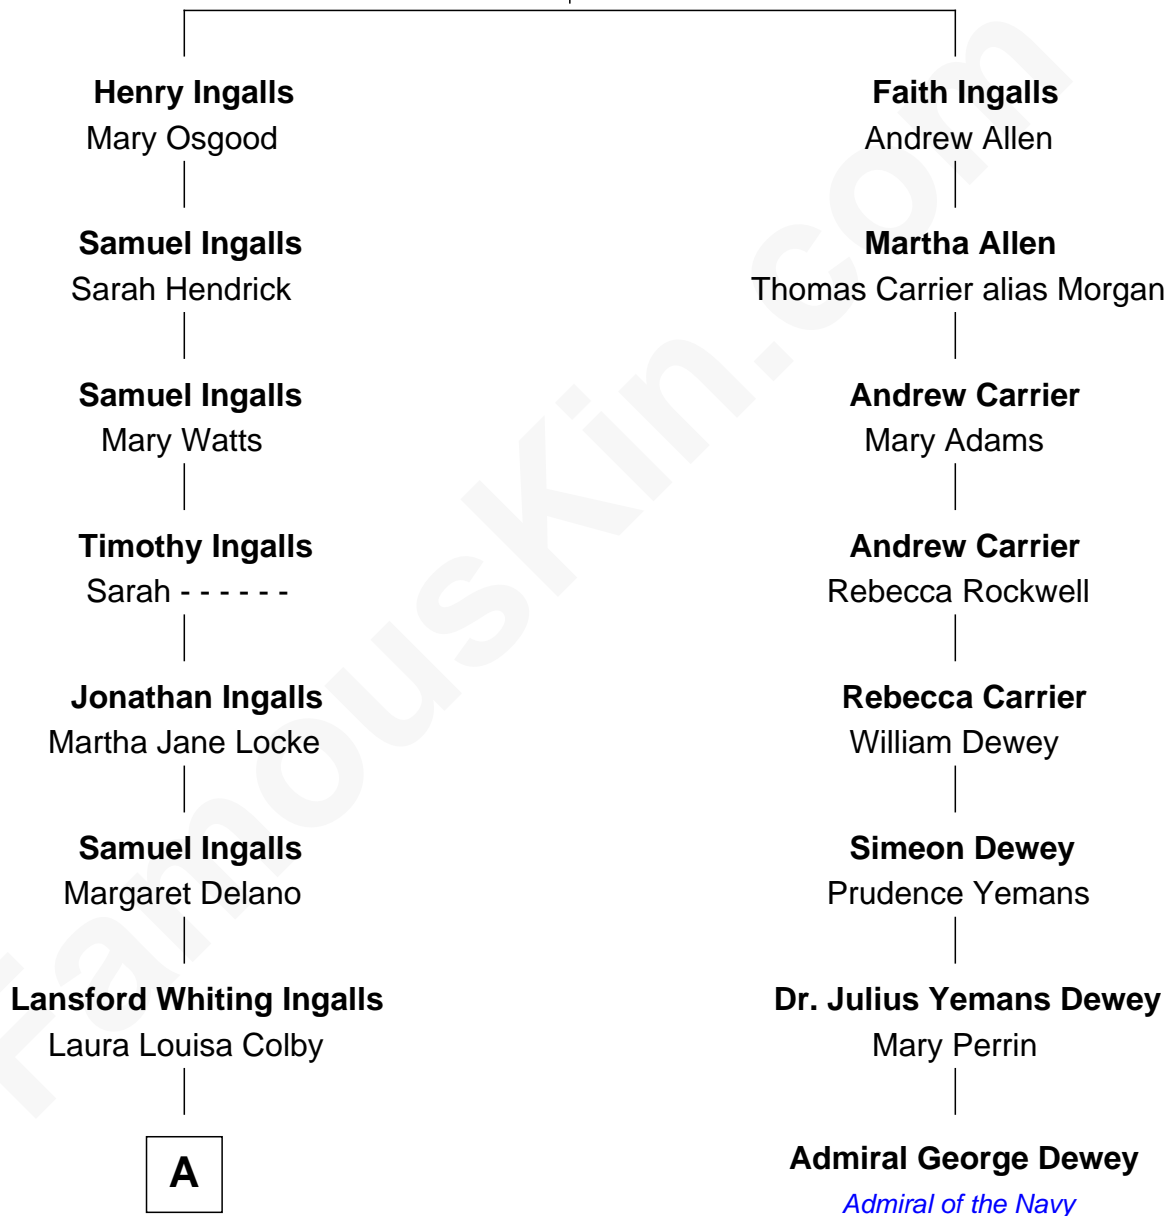 Henry Ingalls
Mary Osgood
Samuel Ingalls
Sarah Hendrick
Samuel Ingalls
Mary Watts
Timothy Ingalls
Sarah - - - - - -
Jonathan Ingalls
Martha Jane Locke
Samuel Ingalls
Margaret Delano
Lansford Whiting Ingalls
Laura Louisa Colby
A
Faith Ingalls
Andrew Allen
Martha Allen
Thomas Carrier alias Morgan
Andrew Carrier
Mary Adams
Andrew Carrier
Rebecca Rockwell
Rebecca Carrier
William Dewey
Simeon Dewey
Prudence Yemans
Dr. Julius Yemans Dewey
Mary Perrin
Admiral George Dewey
Admiral of the Navy
FamousKin.com